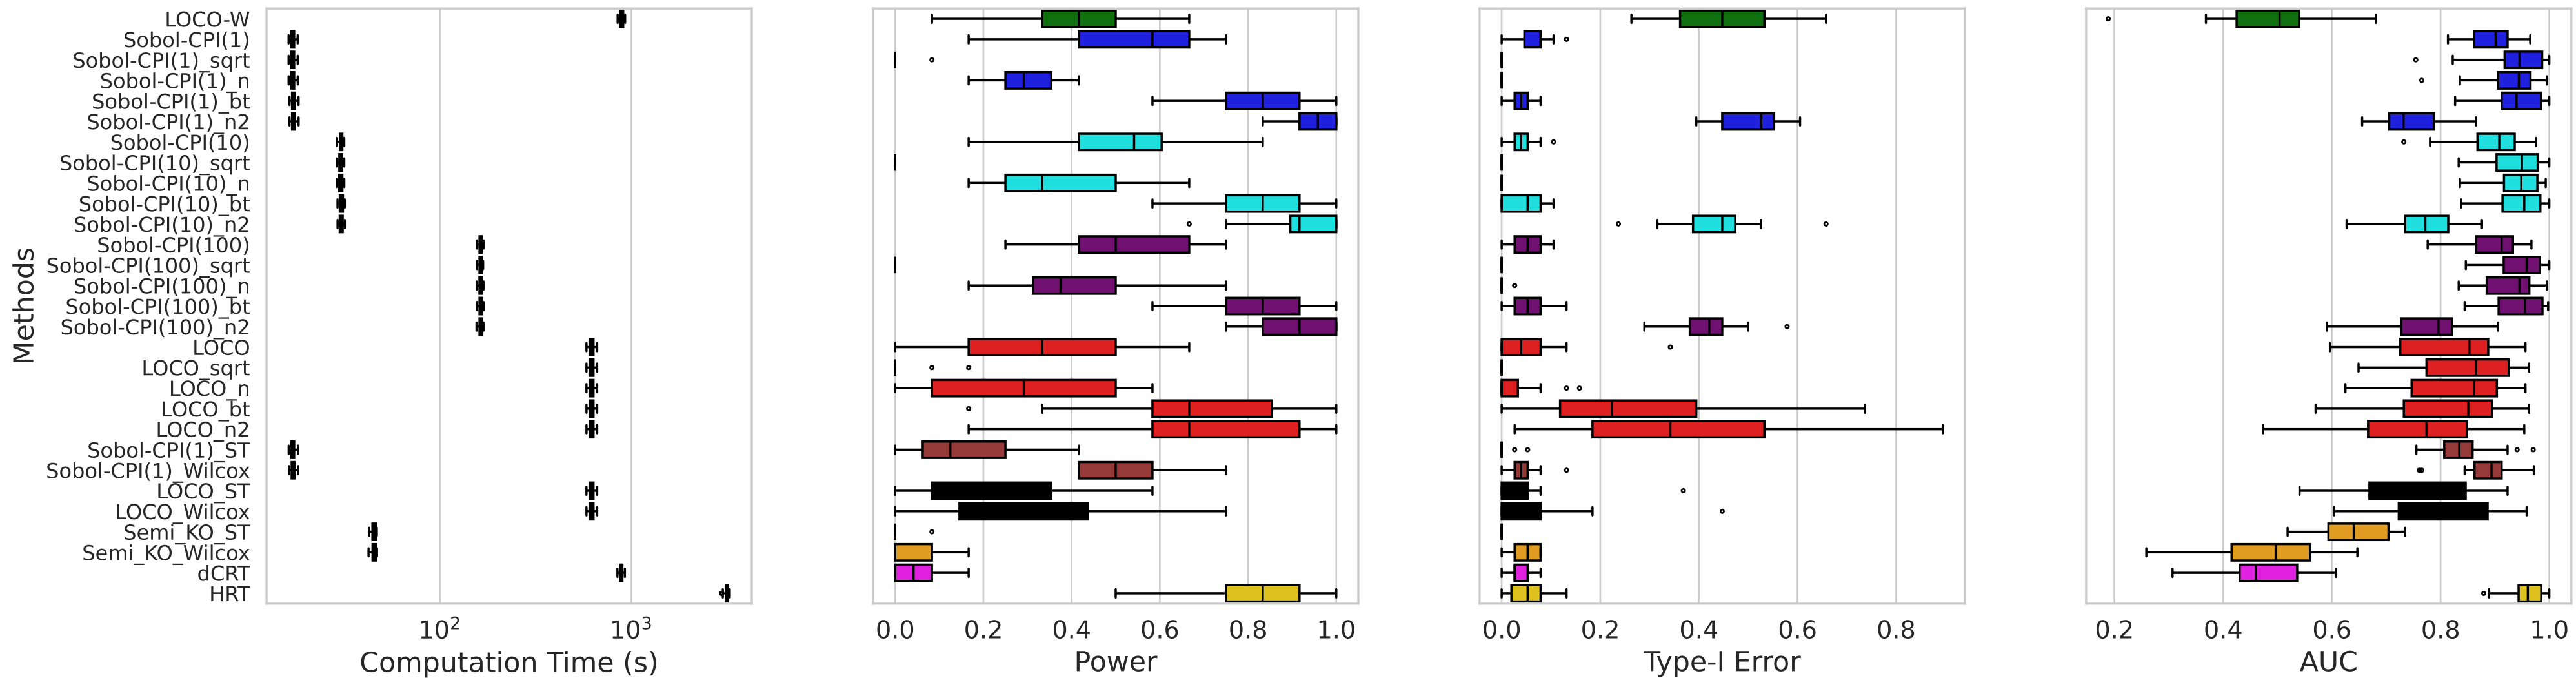 Methods
LOCO-W
Sobol-CPI(1)
Sobol-CPI(1)_sqrt
Sobol-CPI(1)_n
Sobol-CPI(1)_bt
Sobol-CPI(1)_n2
Sobol-CPI(10)
Sobol-CPI(10)_sqrt
Sobol-CPI(10)_n
Sobol-CPI(10)_bt
Sobol-CPI(10)_n2
Sobol-CPI(100)
Sobol-CPI(100)_sqrt
Sobol-CPI(100)_n
Sobol-CPI(100)_bt
Sobol-CPI(100)_n2
LOCO
LOCO_sqrt
LOCO_n
LOCO_bt
LOCO_n2
Sobol-CPI(1)_ST
Sobol-CPI(1)_Wilcox
LOCO_ST
LOCO_Wilcox
Semi_KO_ST
Semi_KO_Wilcox
dCRT
HRT
10² 10³
Computation Time (s)
0.0 0.2 0.4 0.6 0.8 1.0
Power
0.0 0.2 0.4 0.6 0.8
Type-I Error
0.2 0.4 0.6 0.8 1.0
AUC